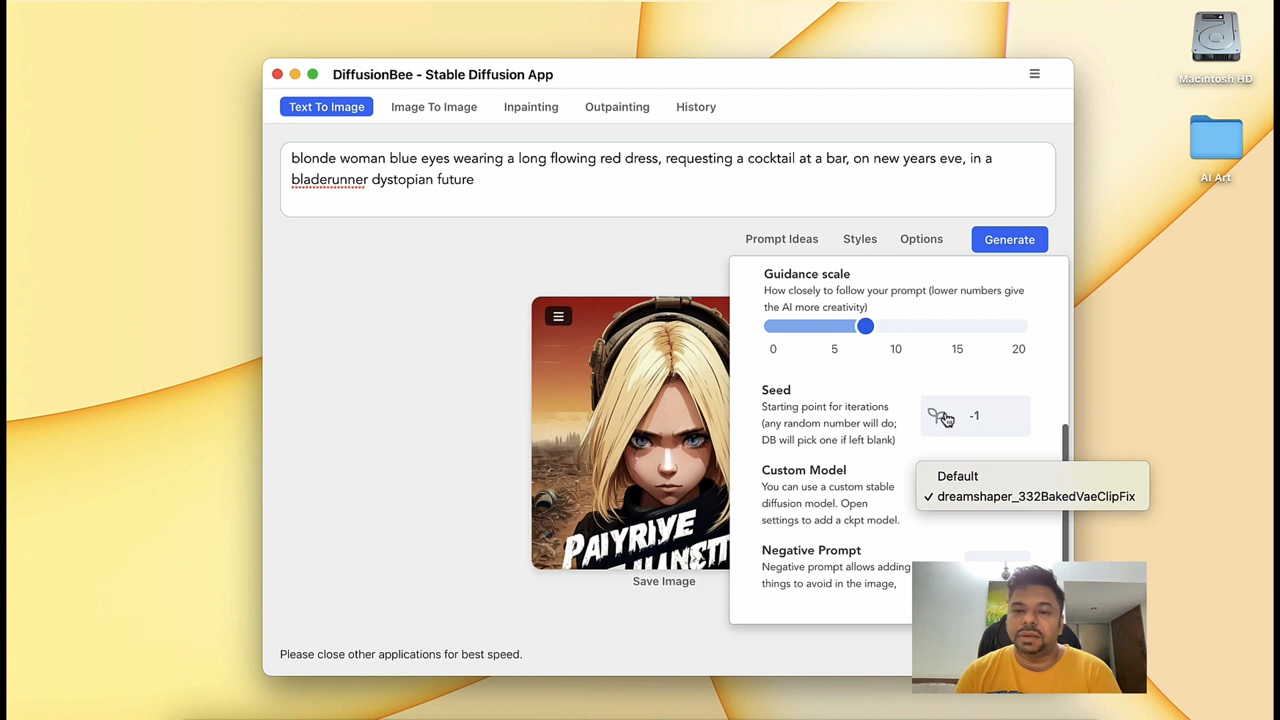 DiffusionBee - Stable Diffusion App
Macintosh HD
Text To Image
Image To Image
Inpainting
Outpainting
History
AI Art
blonde woman blue eyes wearing a long flowing red dress, requesting a cocktail at a bar, on new years eve, in a
bladerunner dystopian future
Prompt Ideas
Styles
Options
Generate
Guidance scale
How closely to follow your prompt (lower numbers give
the AI more creativity)
0 5 10 15 20
Seed
Starting point for iterations
(any random number will do;
DB will pick one if left blank)
-1
Custom Model
You can use a custom stable
diffusion model. Open
settings to add a ckpt model.
Default
✓ dreamshaper_332BakedVaeClipFix
Negative Prompt
Negative prompt allows adding
things to avoid in the image,
PAIYRIYE
Save Image
Please close other applications for best speed.